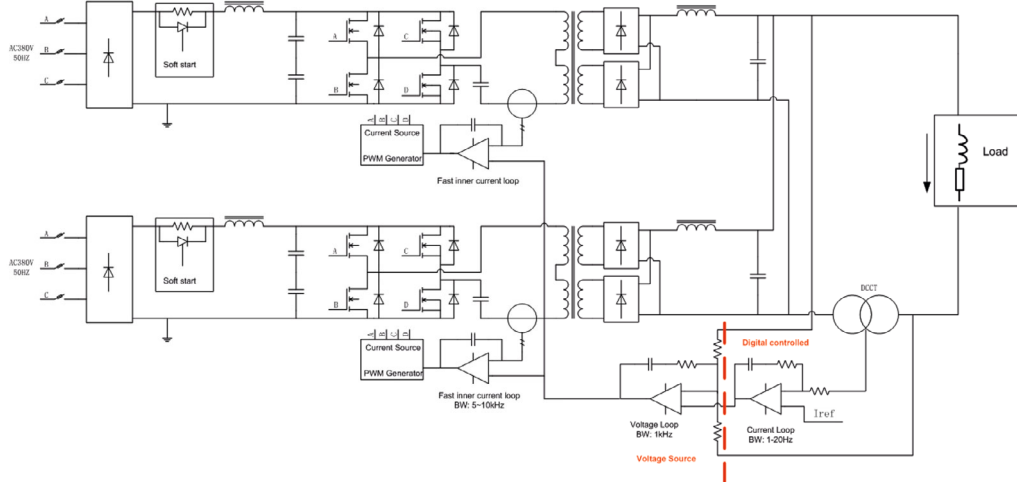 A
AC380V
50HZ
B
C
Soft start
A
C
B
D
A
B
C
D
Current Source
PWM Generator
Fast inner current loop
Load
A
AC380V
50HZ
B
C
Soft start
A
C
B
D
A
B
C
D
Current Source
PWM Generator
Fast inner current loop
BW: 5~10kHz
DCCT
Digital controlled
Iref
Voltage Loop
BW: 1kHz
Current Loop
BW: 1-20Hz
Voltage Source